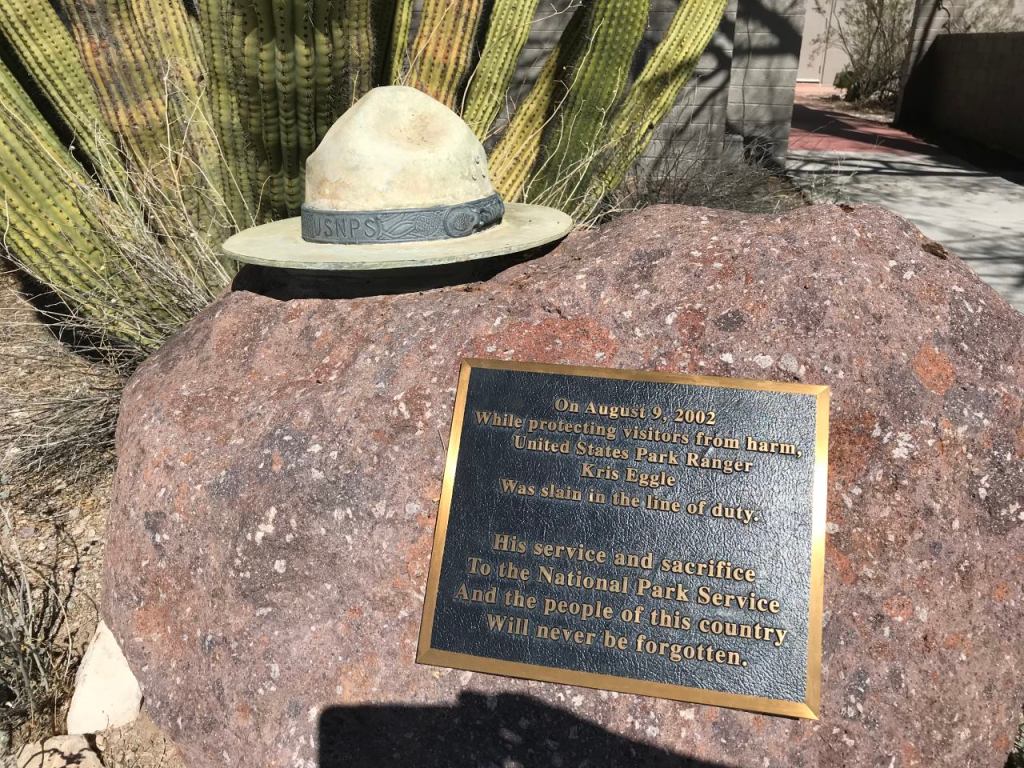 USNPS
On August 9, 2002
While protecting visitors from harm,
United States Park Ranger
Kris Eggle
Was slain in the line of duty.
His service and sacrifice
To the National Park Service
And the people of this country
Will never be forgotten.